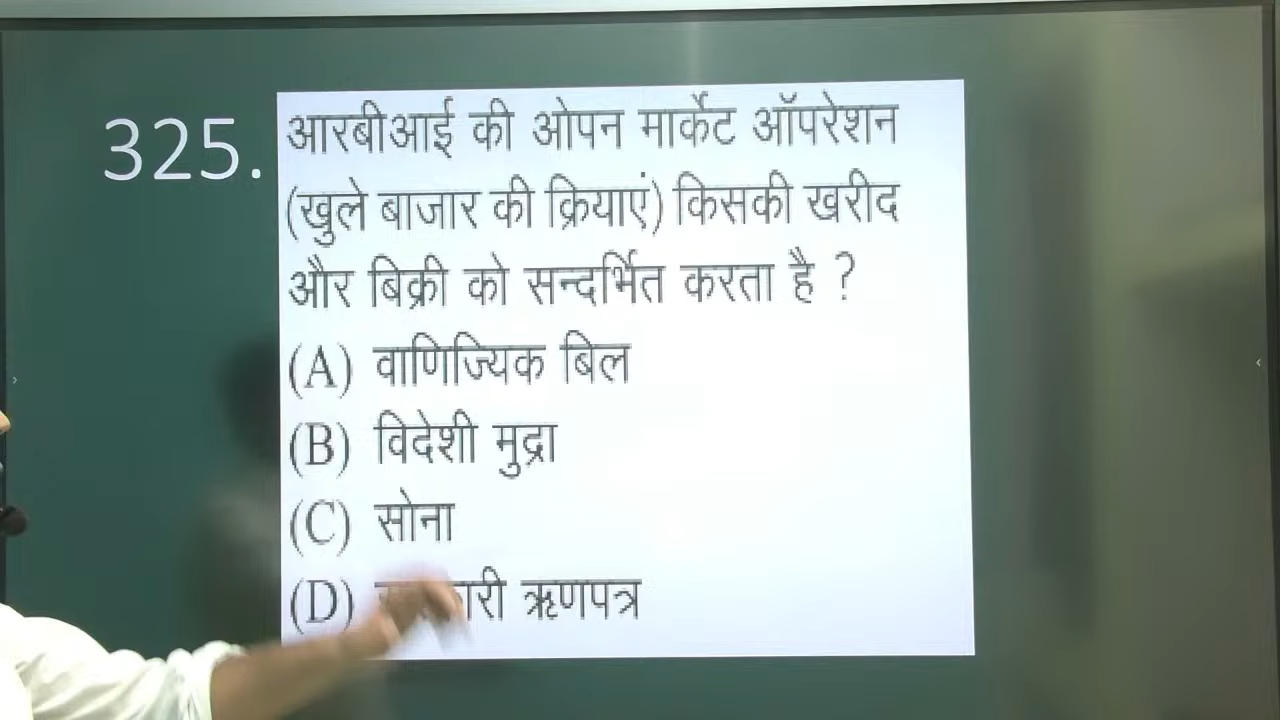 325.
आरबीआई की ओपन मार्केट ऑपरेशन
(खुले बाजार की क्रियाएं) किसकी खरीद
और बिक्री को सन्दर्भित करता है ?
(A) वाणिज्यिक बिल
(B) विदेशी मुद्रा
(C) सोना
(D) ऋणपत्र